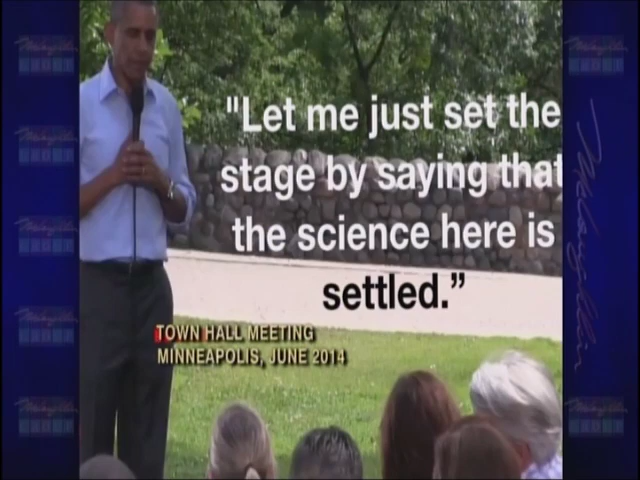 "Let me just set the
stage by saying that
the science here is
settled.”
TOWN HALL MEETING
MINNEAPOLIS, JUNE 2014
McLaughlin